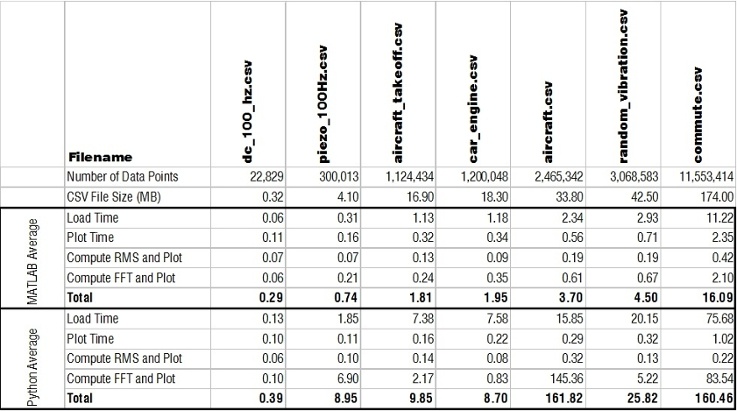 Filename dc_100_hz.csv piezo_100Hz.csv aircraft_takeoff.csv car_engine.csv aircraft.csv random_vibration.csv commute.csv
Number of Data Points 22,829 300,013 1,124,434 1,200,048 2,465,342 3,068,583 11,553,414
CSV File Size (MB) 0.32 4.10 16.90 18.30 33.80 42.50 174.00
MATLAB Average
Load Time 0.06 0.31 1.13 1.18 2.34 2.93 11.22
Plot Time 0.11 0.16 0.32 0.34 0.56 0.71 2.35
Compute RMS and Plot 0.07 0.07 0.13 0.09 0.19 0.19 0.42
Compute FFT and Plot 0.06 0.21 0.24 0.35 0.61 0.67 2.10
Total 0.29 0.74 1.81 1.95 3.70 4.50 16.09
Python Average
Load Time 0.13 1.85 7.38 7.58 15.85 20.15 75.68
Plot Time 0.10 0.11 0.16 0.22 0.29 0.32 1.02
Compute RMS and Plot 0.06 0.10 0.14 0.08 0.32 0.13 0.22
Compute FFT and Plot 0.10 6.90 2.17 0.83 145.36 5.22 83.54
Total 0.39 8.95 9.85 8.70 161.82 25.82 160.46